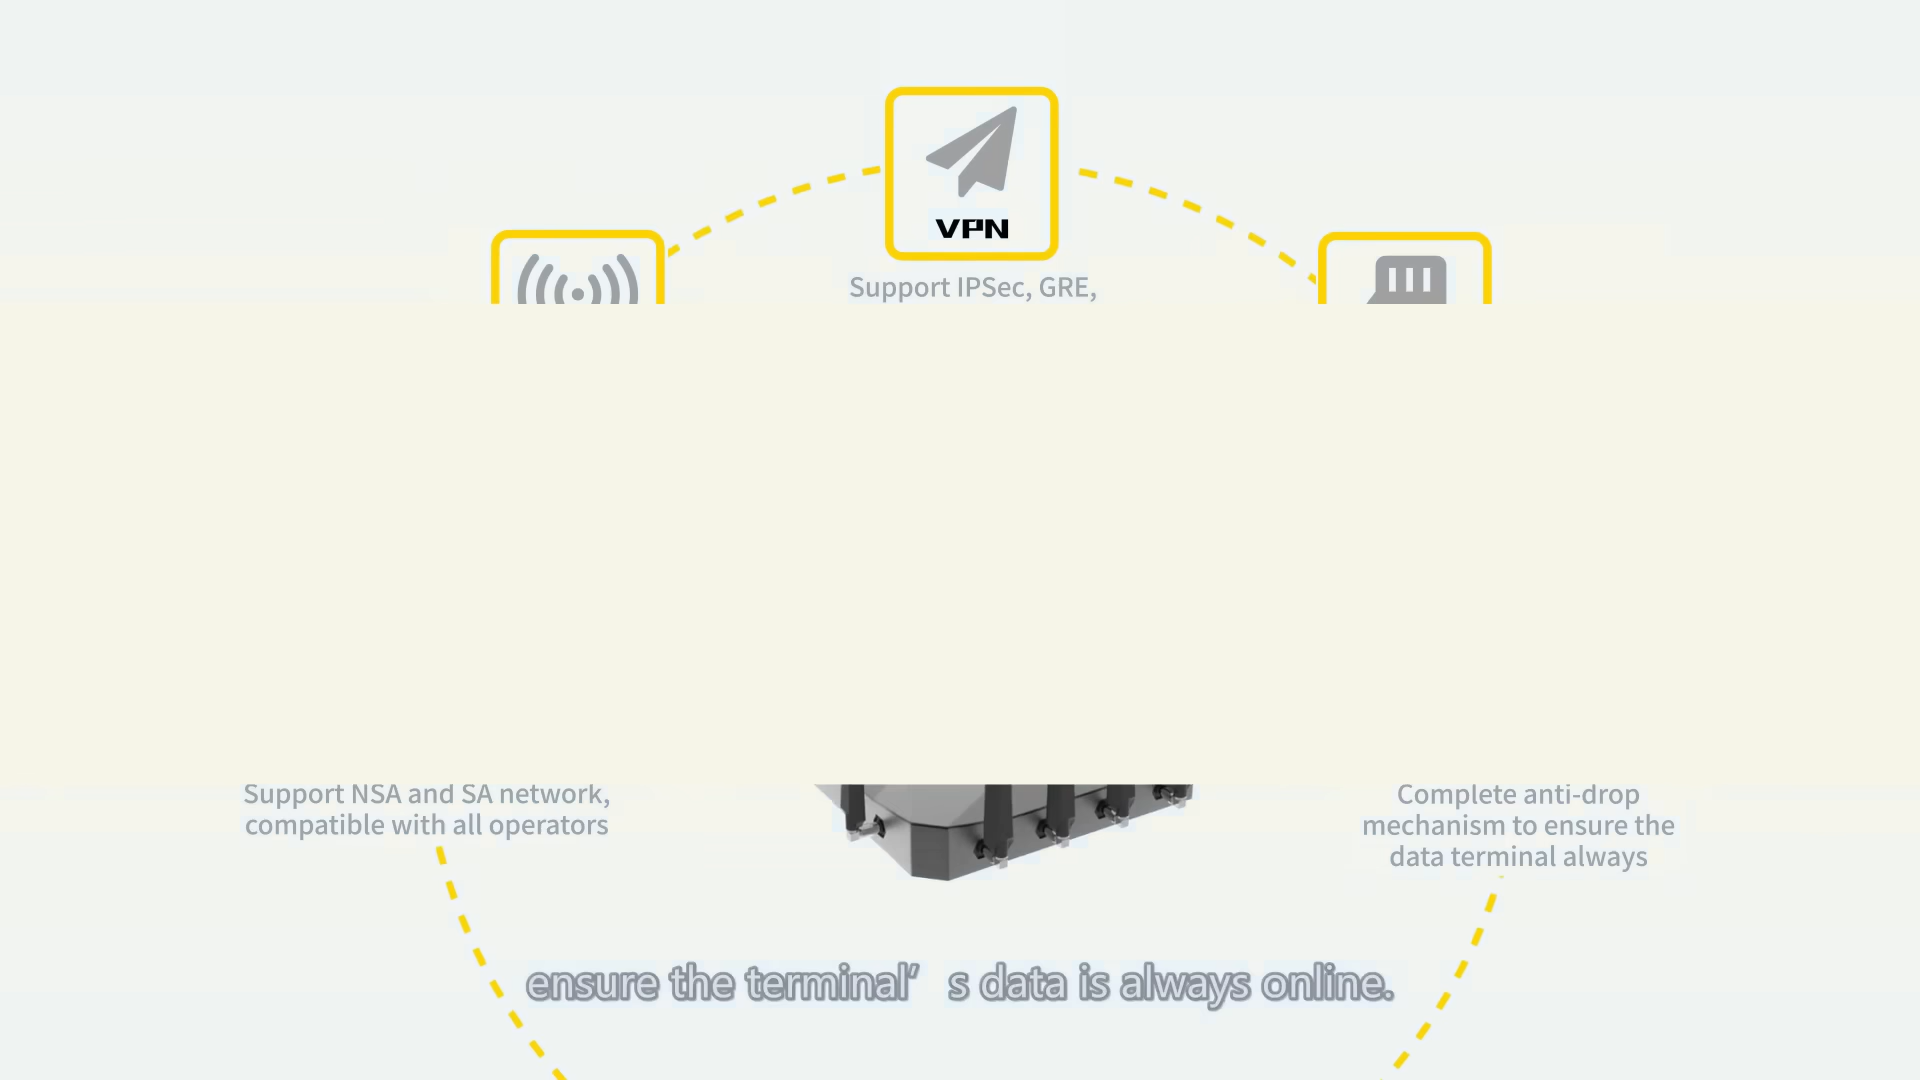 VPN
Support IPSec, GRE,
Support NSA and SA network,
compatible with all operators
Complete anti-drop
mechanism to ensure the
data terminal always
ensure the terminal’ s data is always online.